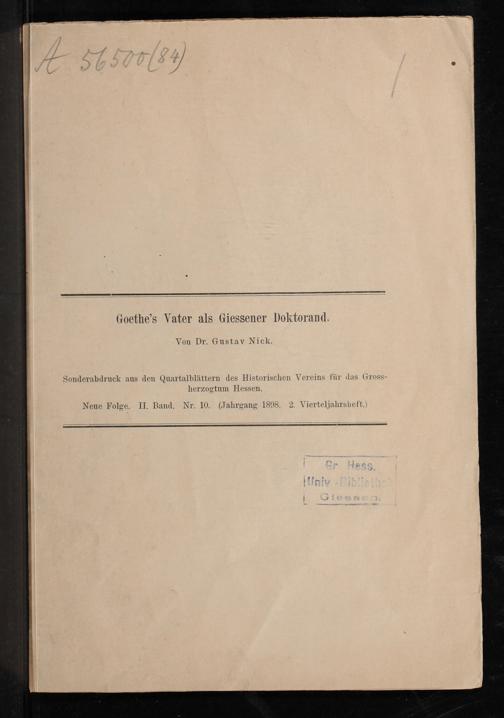 A 56500(84)
Goethe's Vater als Giessener Doktorand.
Von Dr. Gustav Nick.
Sonderabdruck aus den Quartalblättern des Historischen Vereins für das Gross-
herzogtum Hessen.
Neue Folge. II. Band. Nr. 10. (Jahrgang 1898. 2. Vierteljahrsheft.)
Gr. Hess.
Univ.-Bibliothek
Giessen.